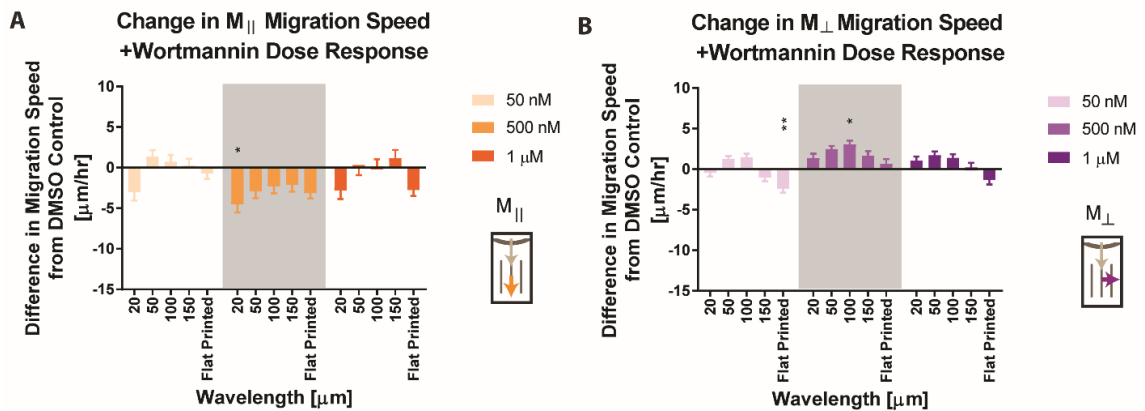 A
Change in M|| Migration Speed
+Wortmannin Dose Response
Difference in Migration Speed
from DMSO Control
[μm/hr]
10
5
0
-5
-10
-15
*
20
50
100
150
Flat Printed
20
50
100
150
Flat Printed
20
50
100
150
Flat Printed
Wavelength [μm]
50 nM
500 nM
1 μM
M||
B
Change in M⊥ Migration Speed
+Wortmannin Dose Response
Difference in Migration Speed
from DMSO Control
[μm/hr]
10
5
0
-5
-10
-15
**
*
20
50
100
150
Flat Printed
20
50
100
150
Flat Printed
20
50
100
150
Flat Printed
Wavelength [μm]
50 nM
500 nM
1 μM
M⊥